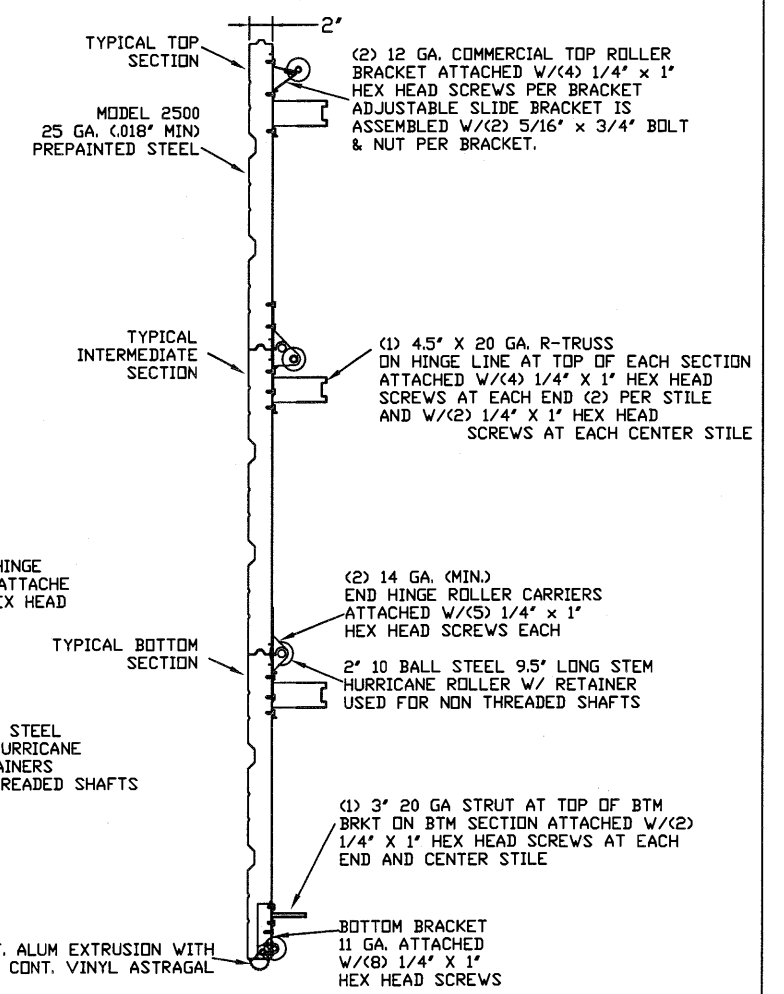 2"
TYPICAL TOP
SECTION
(2) 12 GA. COMMERCIAL TOP ROLLER
BRACKET ATTACHED W/(4) 1/4" x 1"
HEX HEAD SCREWS PER BRACKET
ADJUSTABLE SLIDE BRACKET IS
ASSEMBLED W/(2) 5/16" x 3/4" BOLT
& NUT PER BRACKET.
MODEL 2500
25 GA. (.018" MIN)
PREPAINTED STEEL
TYPICAL
INTERMEDIATE
SECTION
(1) 4.5" X 20 GA. R-TRUSS
ON HINGE LINE AT TOP OF EACH SECTION
ATTACHED W/(4) 1/4" X 1" HEX HEAD
SCREWS AT EACH END (2) PER STILE
AND W/(2) 1/4" X 1" HEX HEAD
SCREWS AT EACH CENTER STILE
HINGE
ATTACHE
EX HEAD
(2) 14 GA. (MIN.)
END HINGE ROLLER CARRIERS
ATTACHED W/(5) 1/4" x 1"
HEX HEAD SCREWS EACH
TYPICAL BOTTOM
SECTION
2" 10 BALL STEEL 9.5" LONG STEM
HURRICANE ROLLER W/ RETAINER
USED FOR NON THREADED SHAFTS
STEEL
URRICANE
AINERS
READED SHAFTS
(1) 3" 20 GA STRUT AT TOP OF BTM
BRKT ON BTM SECTION ATTACHED W/(2)
1/4" X 1" HEX HEAD SCREWS AT EACH
END AND CENTER STILE
BOTTOM BRACKET
11 GA. ATTACHED
W/(8) 1/4" X 1"
HEX HEAD SCREWS
. ALUM EXTRUSION WITH
CONT. VINYL ASTRAGAL